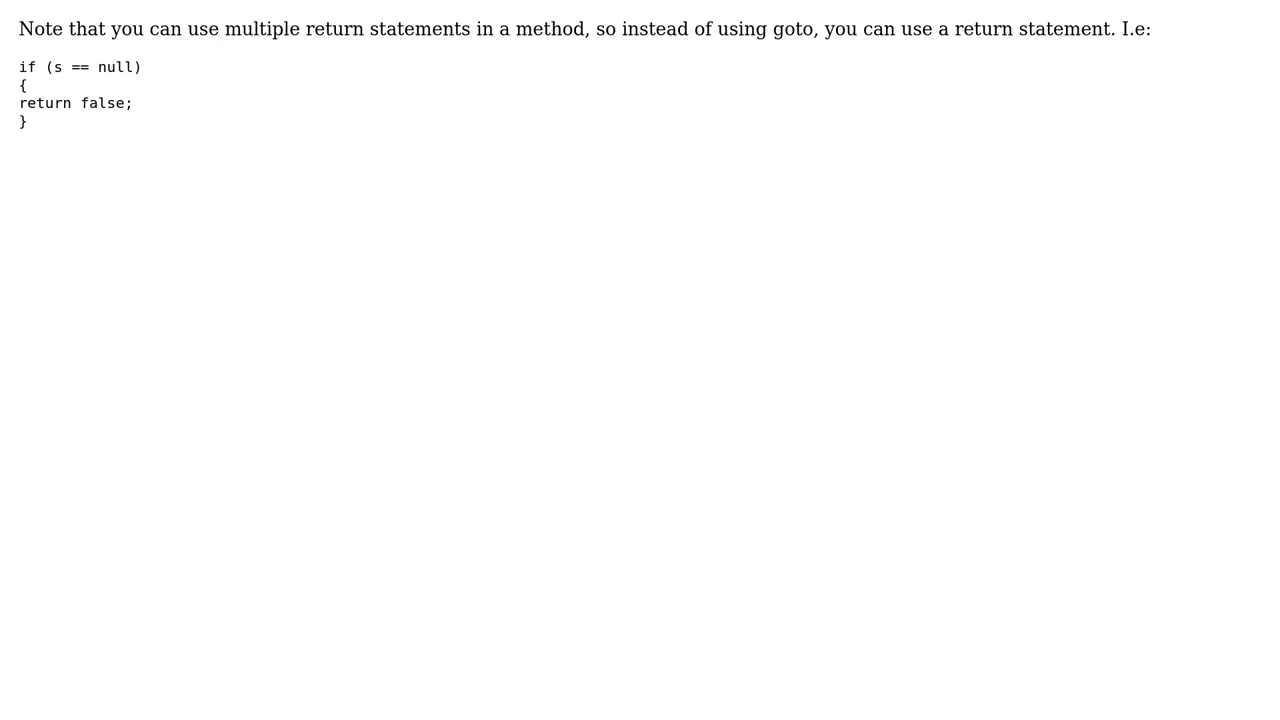 Note that you can use multiple return statements in a method, so instead of using goto, you can use a return statement. I.e:
if (s == null)
{
return false;
}